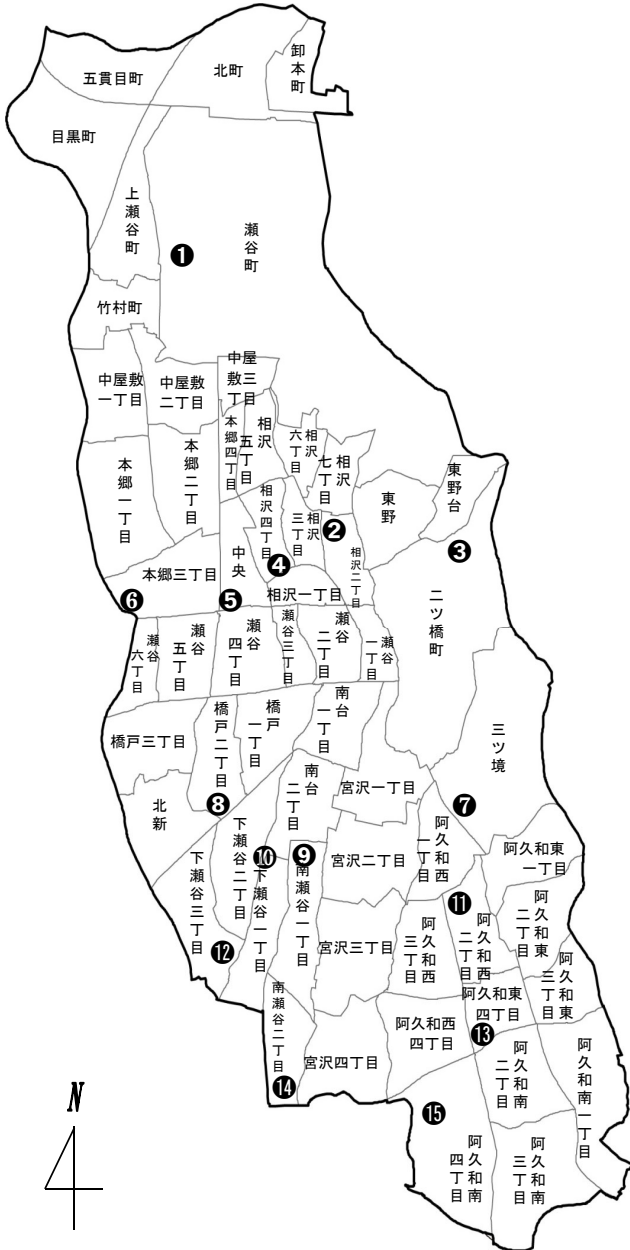 五貫目町
北町
卸本町
目黒町
上瀬谷町
瀬谷町
❶
竹村町
中屋敷一丁目
中屋敷二丁目
中屋敷三丁目
本郷四丁目
相沢五丁目
相沢六丁目
相沢七丁目
本郷一丁目
本郷二丁目
東野
東野台
相沢四丁目
相沢三丁目
❷
相沢二丁目
❸
中央
❹
本郷三丁目
相沢一丁目
❻
❺
二ツ橋町
瀬谷六丁目
瀬谷五丁目
瀬谷四丁目
瀬谷三丁目
瀬谷二丁目
瀬谷一丁目
橋戸三丁目
橋戸二丁目
橋戸一丁目
南台一丁目
三ツ境
北新
❽
南台二丁目
宮沢一丁目
❼
下瀬谷三丁目
下瀬谷二丁目
❿
下瀬谷一丁目
❾
南瀬谷一丁目
宮沢二丁目
阿久和西一丁目
阿久和東一丁目
⓫
阿久和西二丁目
阿久和東二丁目
⓬
宮沢三丁目
阿久和西三丁目
阿久和東三丁目
阿久和東四丁目
南瀬谷二丁目
宮沢四丁目
阿久和西四丁目
⓭
阿久和南二丁目
阿久和南一丁目
⓮
⓯
阿久和南四丁目
阿久和南三丁目
N